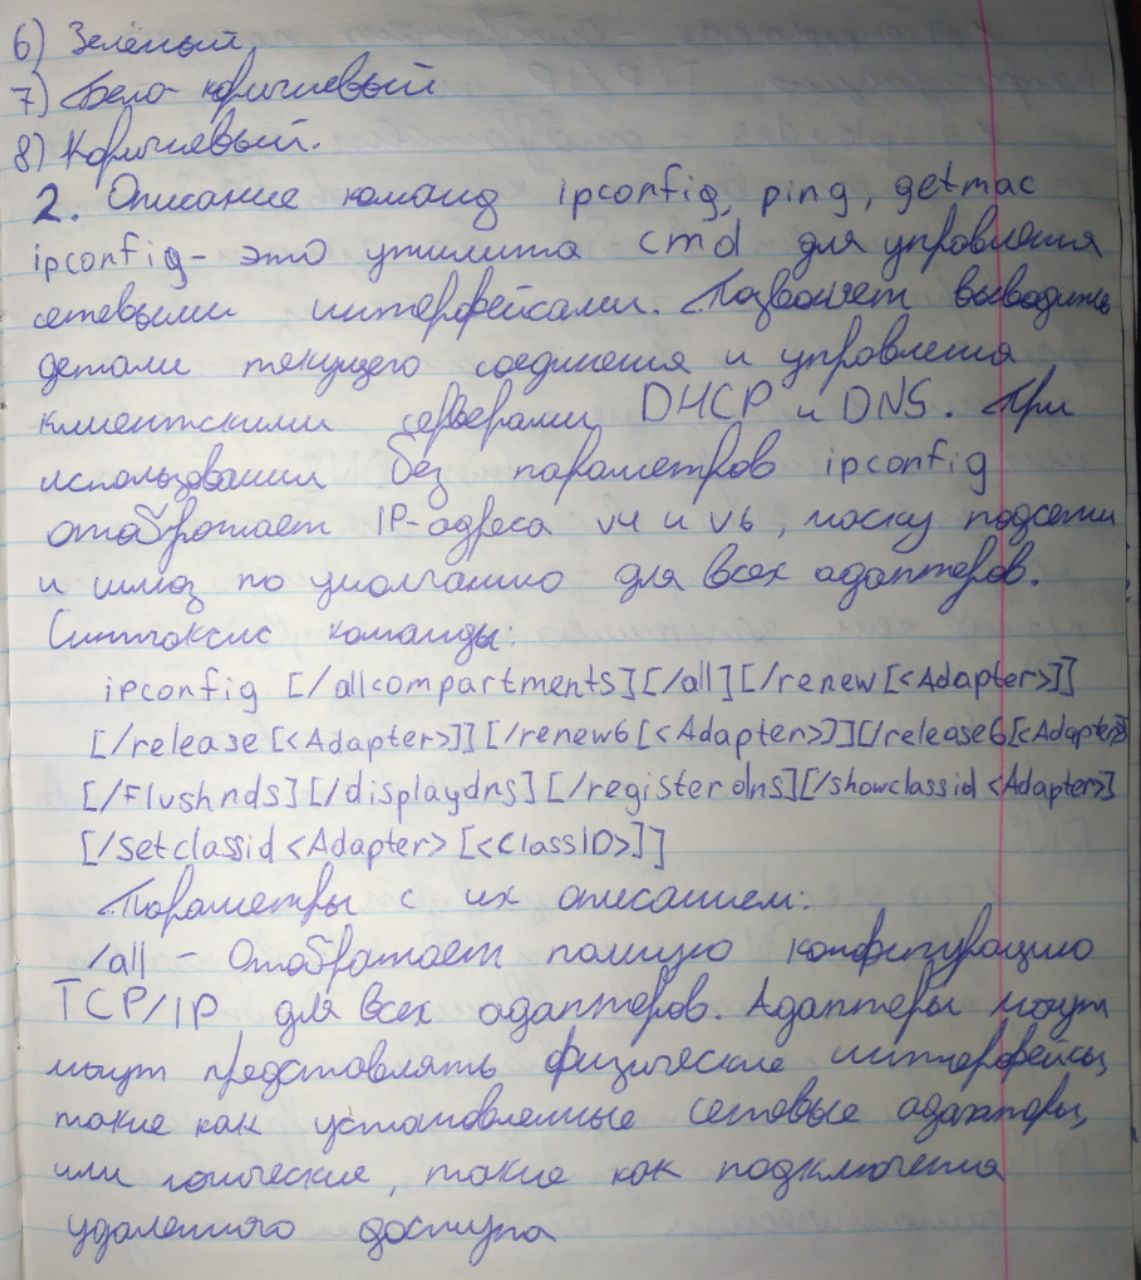 6) Зелёный
7) Бело-коричневый
8) Коричневый.
2. Описание команд ipconfig, ping, getmac
ipconfig - это утилита cmd для управления
сетевыми интерфейсами. Позволяет выводить
детали текущего соединения и управления
клиентскими серверами DHCP и DNS. При
использовании без параметров ipconfig
отображает IP-адреса v4 и v6, маску подсети
и шлюз по умолчанию для всех адаптеров.
Синтаксис команды:
ipconfig [/allcompartments][/all][/renew[<Adapter>]]
[/release[<Adapter>]][/renew6[<Adapter>]][/release6[<Adapter>]]
[/Flushnds][/displaydns][/registerdns][/showclassid<Adapter>]
[/setclassid<Adapter>[<ClassID>]]
Параметры с их описанием:
/all - Отображает полную конфигурацию
TCP/IP для всех адаптеров. Адаптеры могут
могут представлять физические интерфейсы,
такие как установленные сетевые адаптеры,
или логические, такие как подключения
удаленного доступа